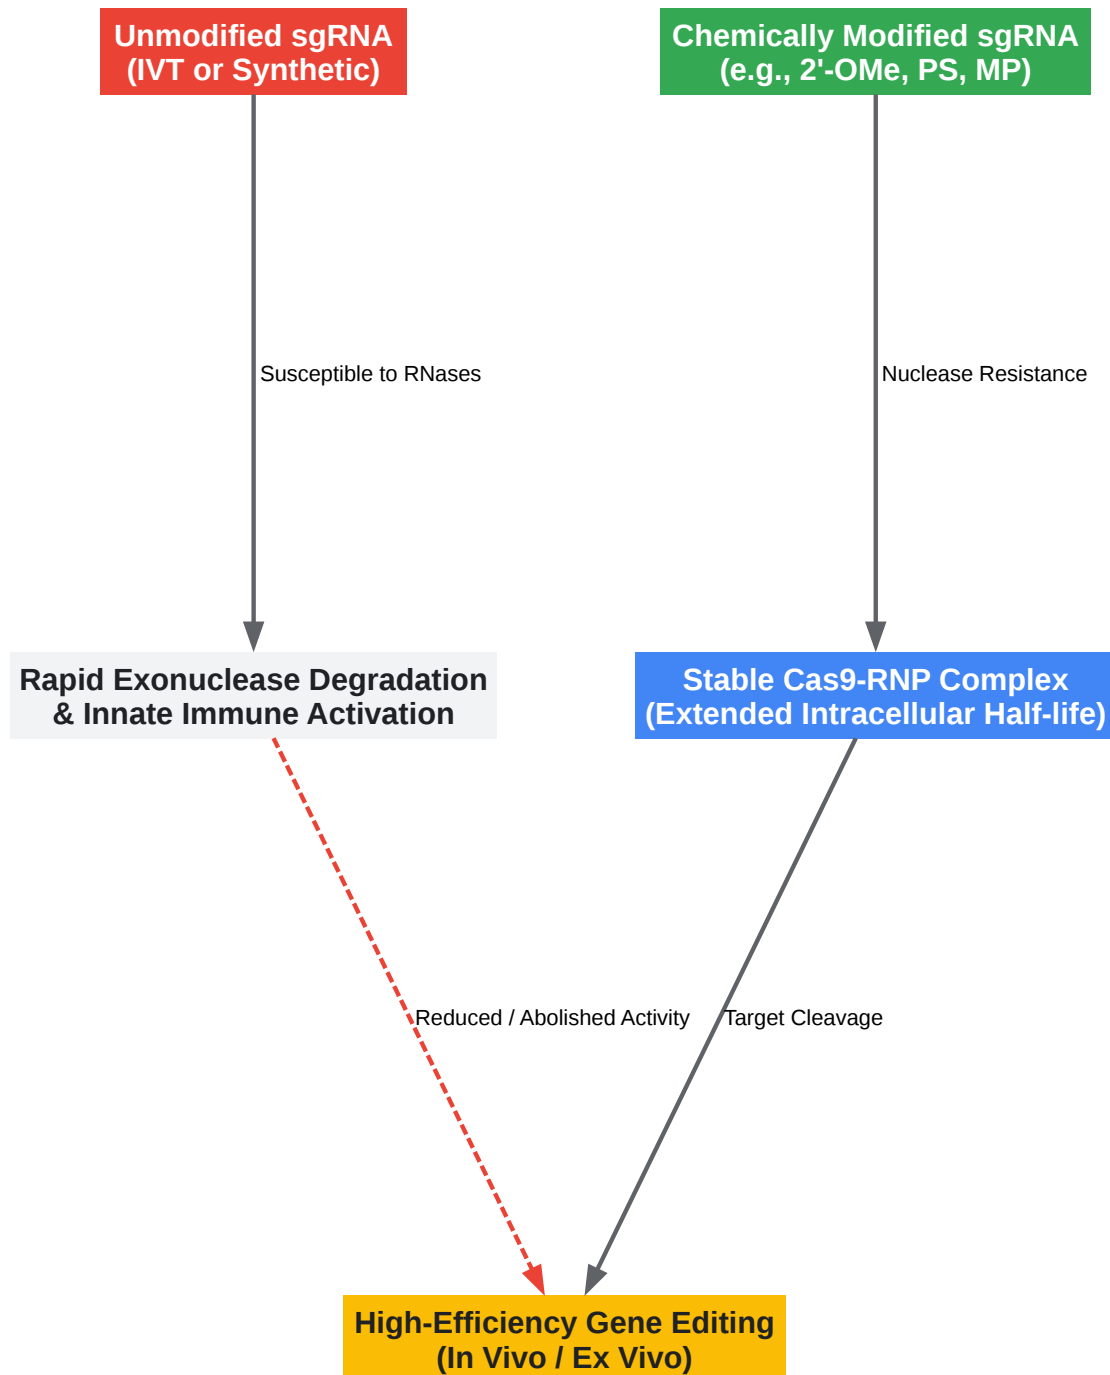 Unmodified sgRNA
(IVT or Synthetic)
Chemically Modified sgRNA
(e.g., 2'-OMe, PS, MP)
Susceptible to RNases
Nuclease Resistance
Rapid Exonuclease Degradation
& Innate Immune Activation
Stable Cas9-RNP Complex
(Extended Intracellular Half-life)
Reduced / Abolished Activity
Target Cleavage
High-Efficiency Gene Editing
(In Vivo / Ex Vivo)